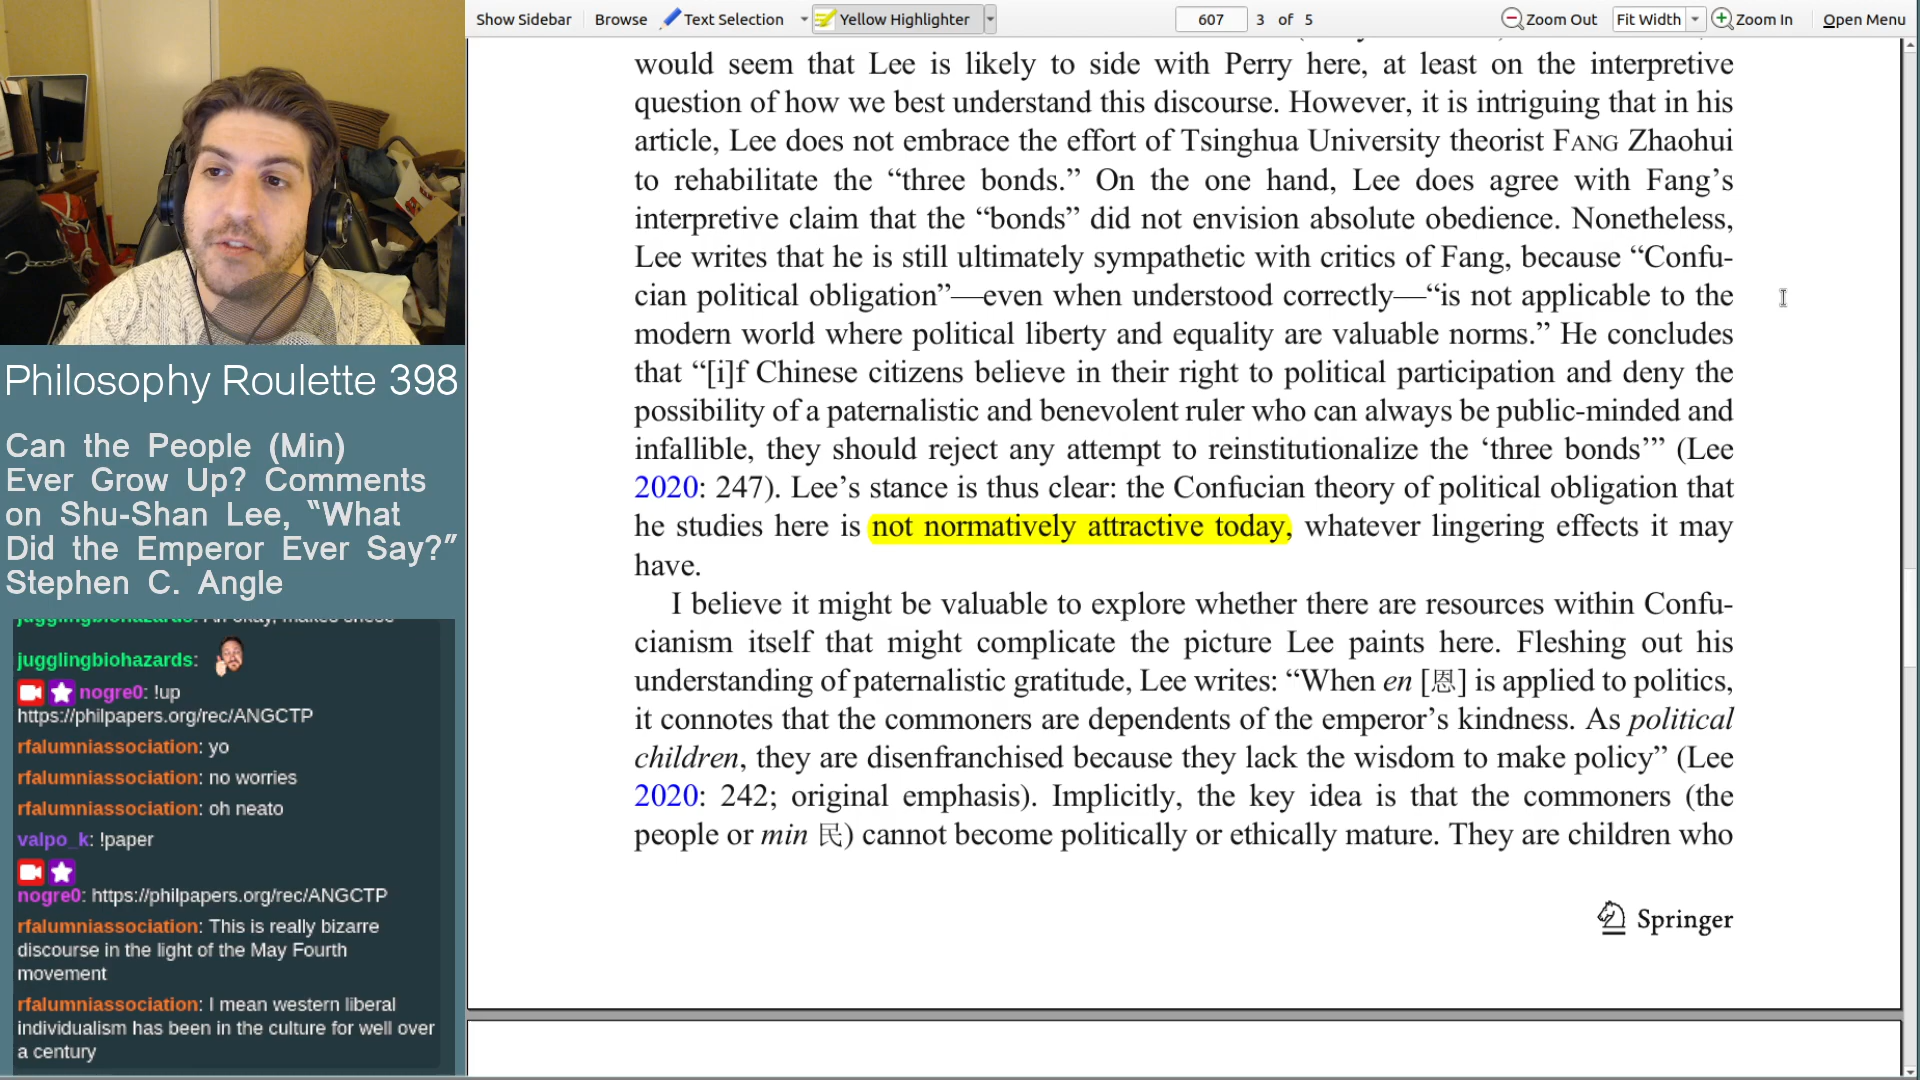 Show Sidebar Browse Text Selection Yellow Highlighter 607 3 of 5 Zoom Out Fit Width Zoom In Open Menu
would seem that Lee is likely to side with Perry here, at least on the interpretive
question of how we best understand this discourse. However, it is intriguing that in his
article, Lee does not embrace the effort of Tsinghua University theorist FANG Zhaohui
to rehabilitate the “three bonds.” On the one hand, Lee does agree with Fang’s
interpretive claim that the “bonds” did not envision absolute obedience. Nonetheless,
Lee writes that he is still ultimately sympathetic with critics of Fang, because “Confu-
cian political obligation”—even when understood correctly—“is not applicable to the
modern world where political liberty and equality are valuable norms.” He concludes
that “[i]f Chinese citizens believe in their right to political participation and deny the
possibility of a paternalistic and benevolent ruler who can always be public-minded and
infallible, they should reject any attempt to reinstitutionalize the ‘three bonds’” (Lee
2020: 247). Lee’s stance is thus clear: the Confucian theory of political obligation that
he studies here is not normatively attractive today, whatever lingering effects it may
have.
I believe it might be valuable to explore whether there are resources within Confu-
cianism itself that might complicate the picture Lee paints here. Fleshing out his
understanding of paternalistic gratitude, Lee writes: “When en [恩] is applied to politics,
it connotes that the commoners are dependents of the emperor’s kindness. As political
children, they are disenfranchised because they lack the wisdom to make policy” (Lee
2020: 242; original emphasis). Implicitly, the key idea is that the commoners (the
people or min 民) cannot become politically or ethically mature. They are children who
Springer
Philosophy Roulette 398
Can the People (Min)
Ever Grow Up? Comments
on Shu-Shan Lee, “What
Did the Emperor Ever Say?”
Stephen C. Angle
jugglingbiohazards:
nogre0: !up
https://philpapers.org/rec/ANGCTP
rfalumniassociation: yo
rfalumniassociation: no worries
rfalumniassociation: oh neato
valpo_k: !paper
nogre0: https://philpapers.org/rec/ANGCTP
rfalumniassociation: This is really bizarre
discourse in the light of the May Fourth
movement
rfalumniassociation: I mean western liberal
individualism has been in the culture for well over
a century